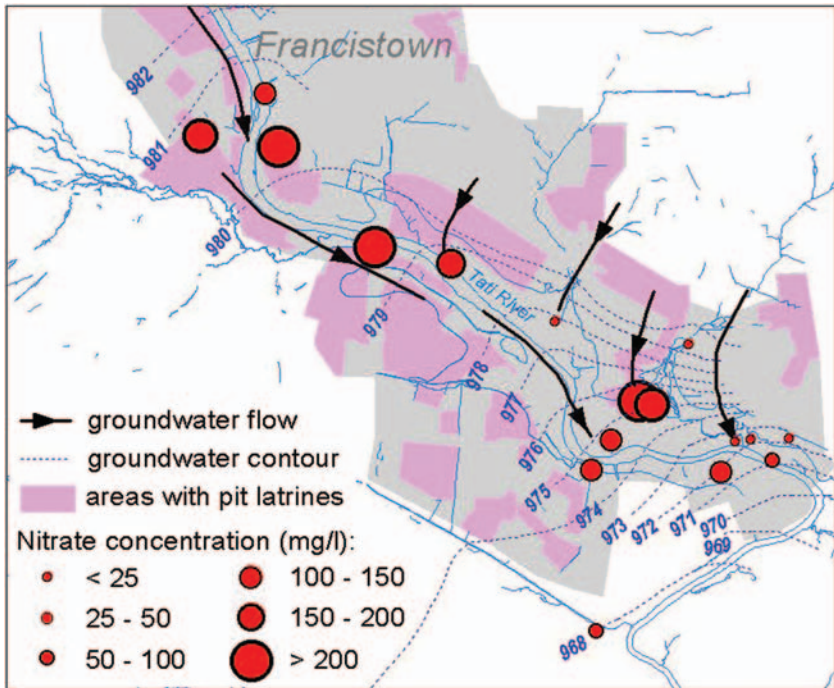 Francistown
982
981
980
979
978
977
976
975
974
973
972
971
970
969
968
Tati River
groundwater flow
groundwater contour
areas with pit latrines
Nitrate concentration (mg/l):
< 25
25 - 50
50 - 100
100 - 150
150 - 200
> 200